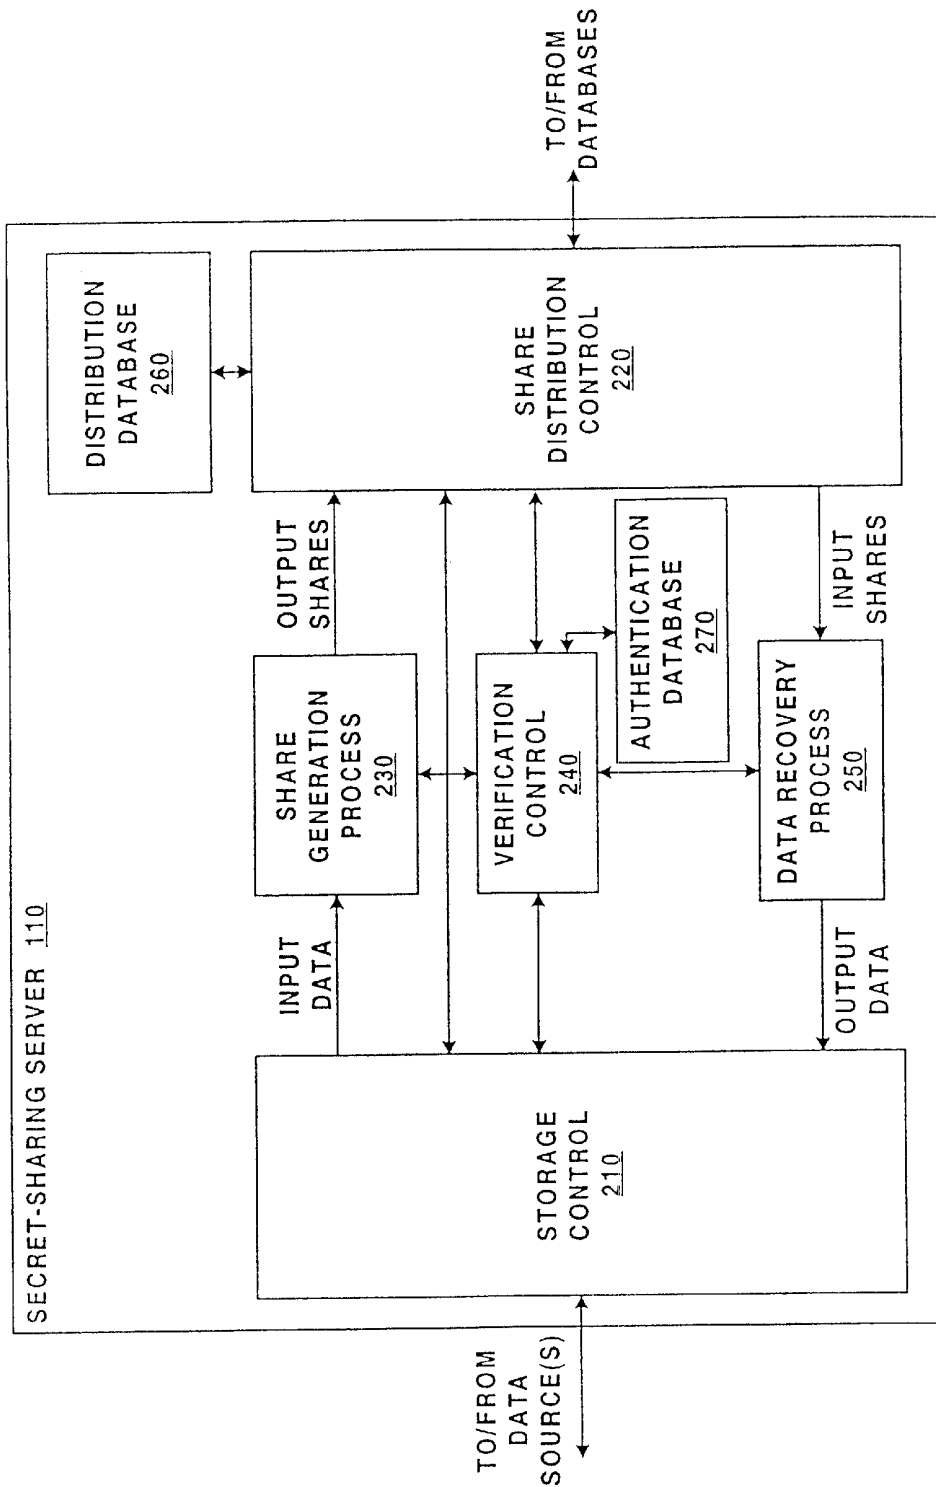 SECRET-SHARING SERVER 110
TO/FROM
DATA
SOURCE(S)
STORAGE
CONTROL
210
INPUT
DATA
SHARE
GENERATION
PROCESS
230
OUTPUT
SHARES
DISTRIBUTION
DATABASE
260
VERIFICATION
CONTROL
240
AUTHENTICATION
DATABASE
270
SHARE
DISTRIBUTION
CONTROL
220
TO/FROM
DATABASES
OUTPUT
DATA
DATA RECOVERY
PROCESS
250
INPUT
SHARES